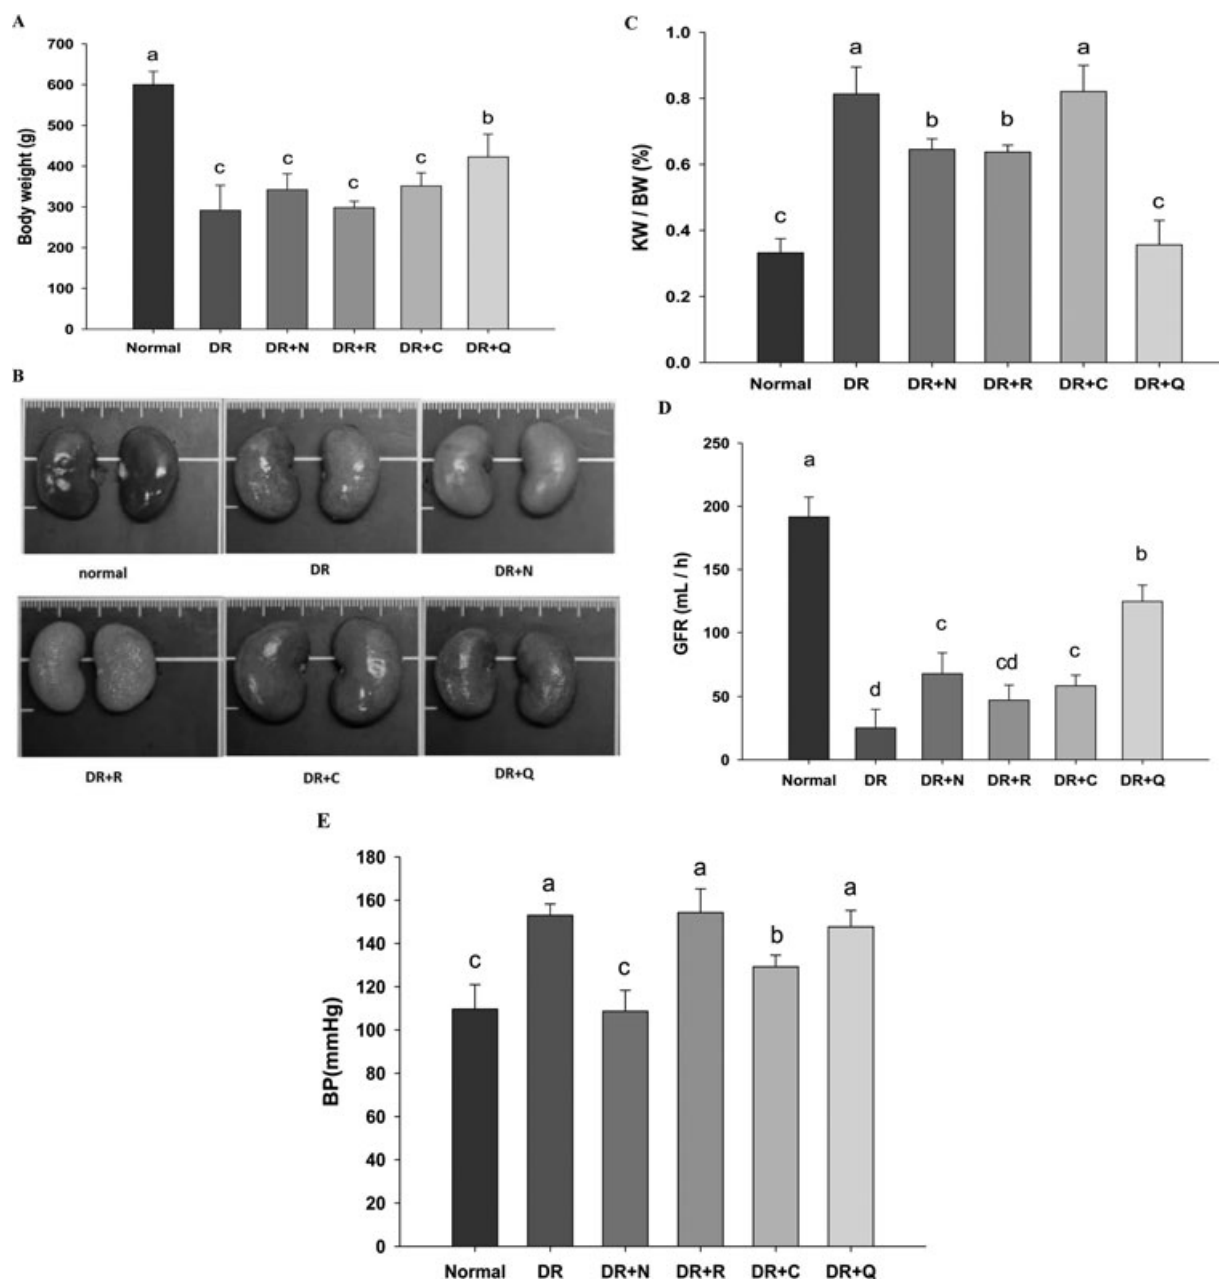 A
700
600
500
400
300
200
100
0
Body weight (g)
a
c
c
c
c
b
Normal DR DR+N DR+R DR+C DR+Q
B
normal DR DR+N
DR+R DR+C DR+Q
C
1.0
0.8
0.6
0.4
0.2
0.0
KW / BW (%)
c
a
b
b
a
c
Normal DR DR+N DR+R DR+C DR+Q
D
250
200
150
100
50
0
GFR (mL / h)
a
d
c
cd
c
b
Normal DR DR+N DR+R DR+C DR+Q
E
180
160
140
120
100
80
60
40
20
0
BP(mmHg)
c
a
c
a
b
a
Normal DR DR+N DR+R DR+C DR+Q